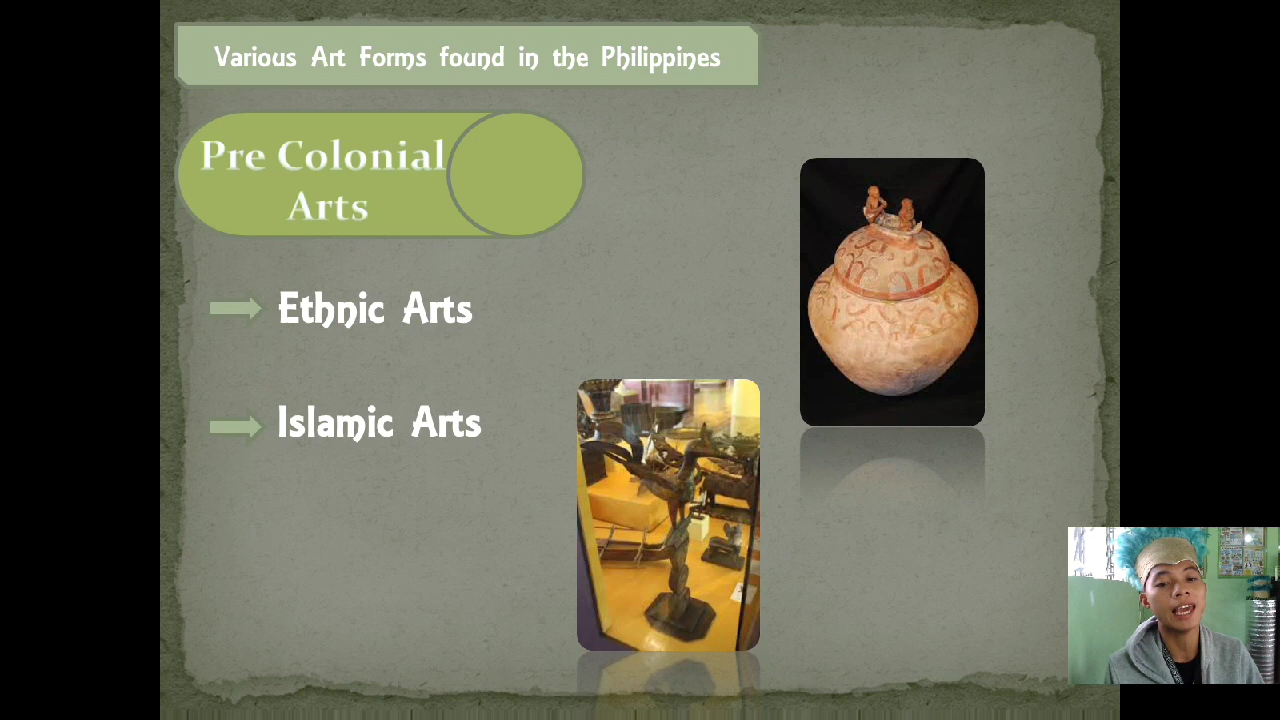 Various Art Forms found in the Philippines
Pre Colonial
Arts
Ethnic Arts
Islamic Arts